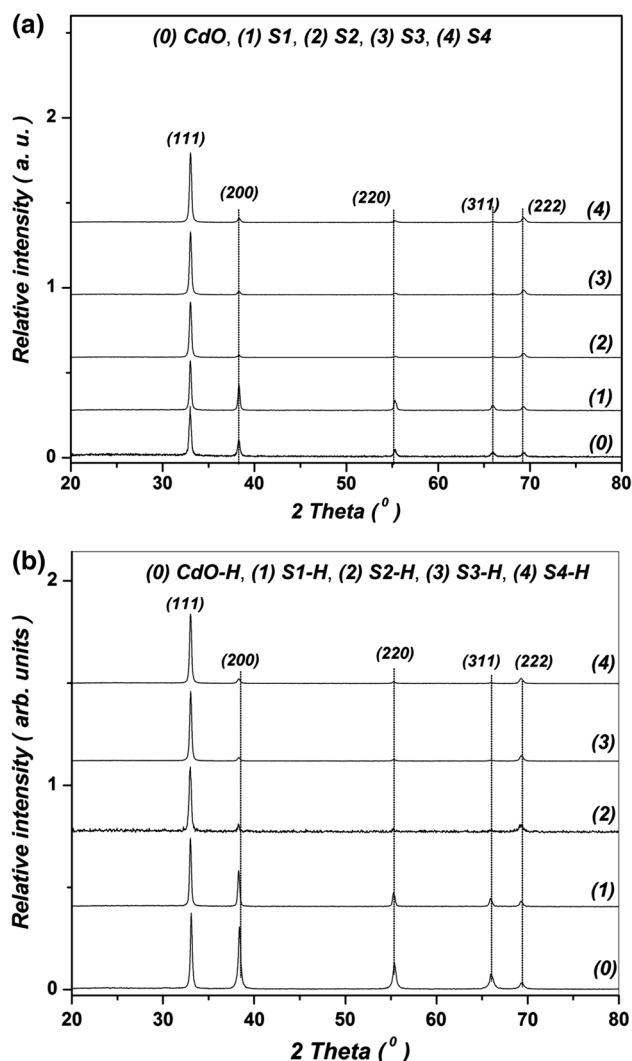 (a)
(0) CdO, (1) S1, (2) S2, (3) S3, (4) S4
Relative intensity ( a. u. )
2
1
0
(111)
(200)
(220)
(311)
(222)
(4)
(3)
(2)
(1)
(0)
20 30 40 50 60 70 80
2 Theta ( ⁰ )
(b)
(0) CdO-H, (1) S1-H, (2) S2-H, (3) S3-H, (4) S4-H
Relative intensity ( arb. units )
2
1
0
(111)
(200)
(220)
(311)
(222)
(4)
(3)
(2)
(1)
(0)
20 30 40 50 60 70 80
2 Theta ( ⁰ )